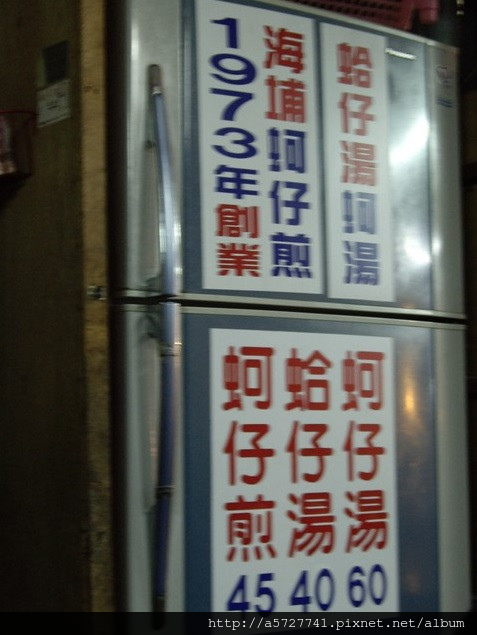 海埔蚵仔煎
1973年創業
蛤仔湯蚵湯
蚵仔煎 45
蛤仔湯 40
蚵仔湯 60
http://a5727741.pixnet.net/album